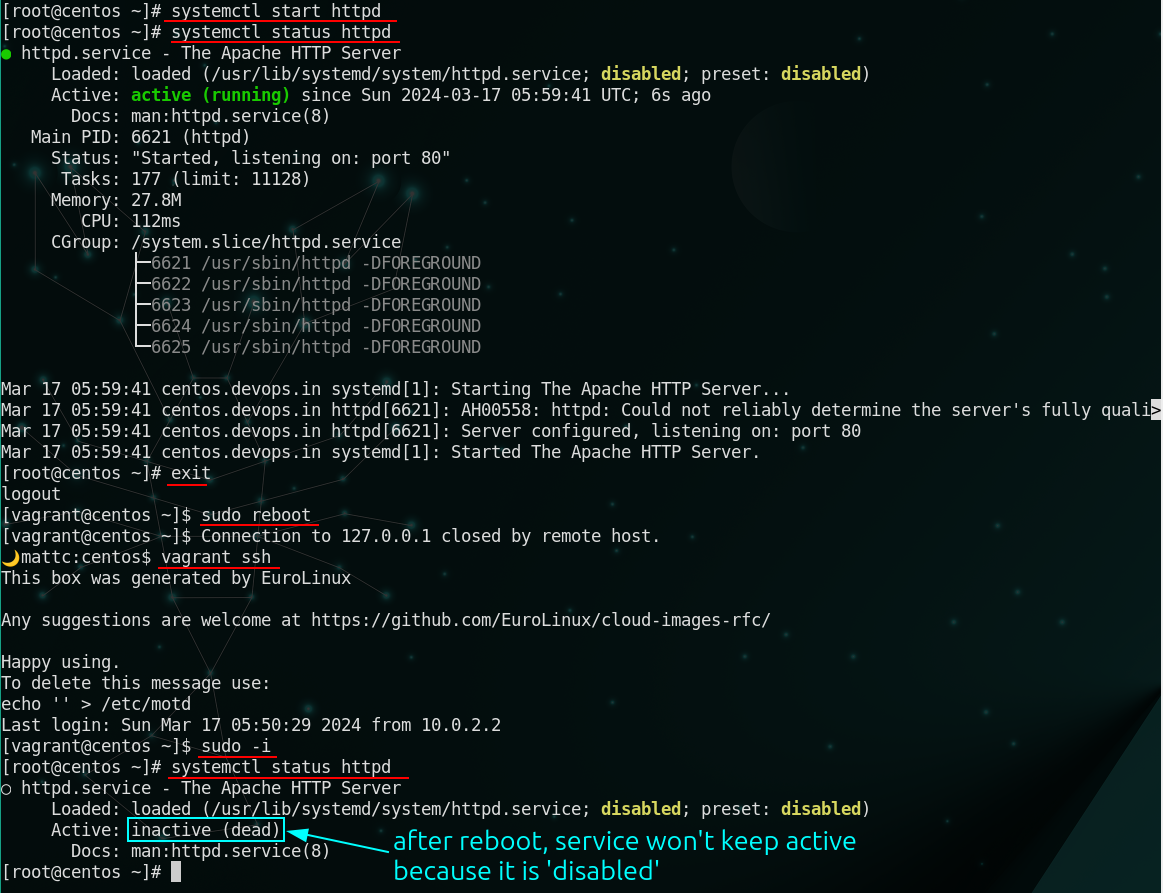 [root@centos ~]# systemctl start httpd
[root@centos ~]# systemctl status httpd
● httpd.service - The Apache HTTP Server
     Loaded: loaded (/usr/lib/systemd/system/httpd.service; disabled; preset: disabled)
     Active: active (running) since Sun 2024-03-17 05:59:41 UTC; 6s ago
       Docs: man:httpd.service(8)
   Main PID: 6621 (httpd)
     Status: "Started, listening on: port 80"
      Tasks: 177 (limit: 11128)
     Memory: 27.8M
        CPU: 112ms
     CGroup: /system.slice/httpd.service
             ├─6621 /usr/sbin/httpd -DFOREGROUND
             ├─6622 /usr/sbin/httpd -DFOREGROUND
             ├─6623 /usr/sbin/httpd -DFOREGROUND
             ├─6624 /usr/sbin/httpd -DFOREGROUND
             └─6625 /usr/sbin/httpd -DFOREGROUND
Mar 17 05:59:41 centos.devops.in systemd[1]: Starting The Apache HTTP Server...
Mar 17 05:59:41 centos.devops.in httpd[6621]: AH00558: httpd: Could not reliably determine the server's fully quali>
Mar 17 05:59:41 centos.devops.in httpd[6621]: Server configured, listening on: port 80
Mar 17 05:59:41 centos.devops.in systemd[1]: Started The Apache HTTP Server.
[root@centos ~]# exit
logout
[vagrant@centos ~]$ sudo reboot
[vagrant@centos ~]$ Connection to 127.0.0.1 closed by remote host.
🌙mattc:centos$ vagrant ssh
This box was generated by EuroLinux
Any suggestions are welcome at https://github.com/EuroLinux/cloud-images-rfc/
Happy using.
To delete this message use:
echo '' > /etc/motd
Last login: Sun Mar 17 05:50:29 2024 from 10.0.2.2
[vagrant@centos ~]$ sudo -i
[root@centos ~]# systemctl status httpd
○ httpd.service - The Apache HTTP Server
     Loaded: loaded (/usr/lib/systemd/system/httpd.service; disabled; preset: disabled)
     Active: inactive (dead)
after reboot, service won't keep active
because it is 'disabled'
       Docs: man:httpd.service(8)
[root@centos ~]#